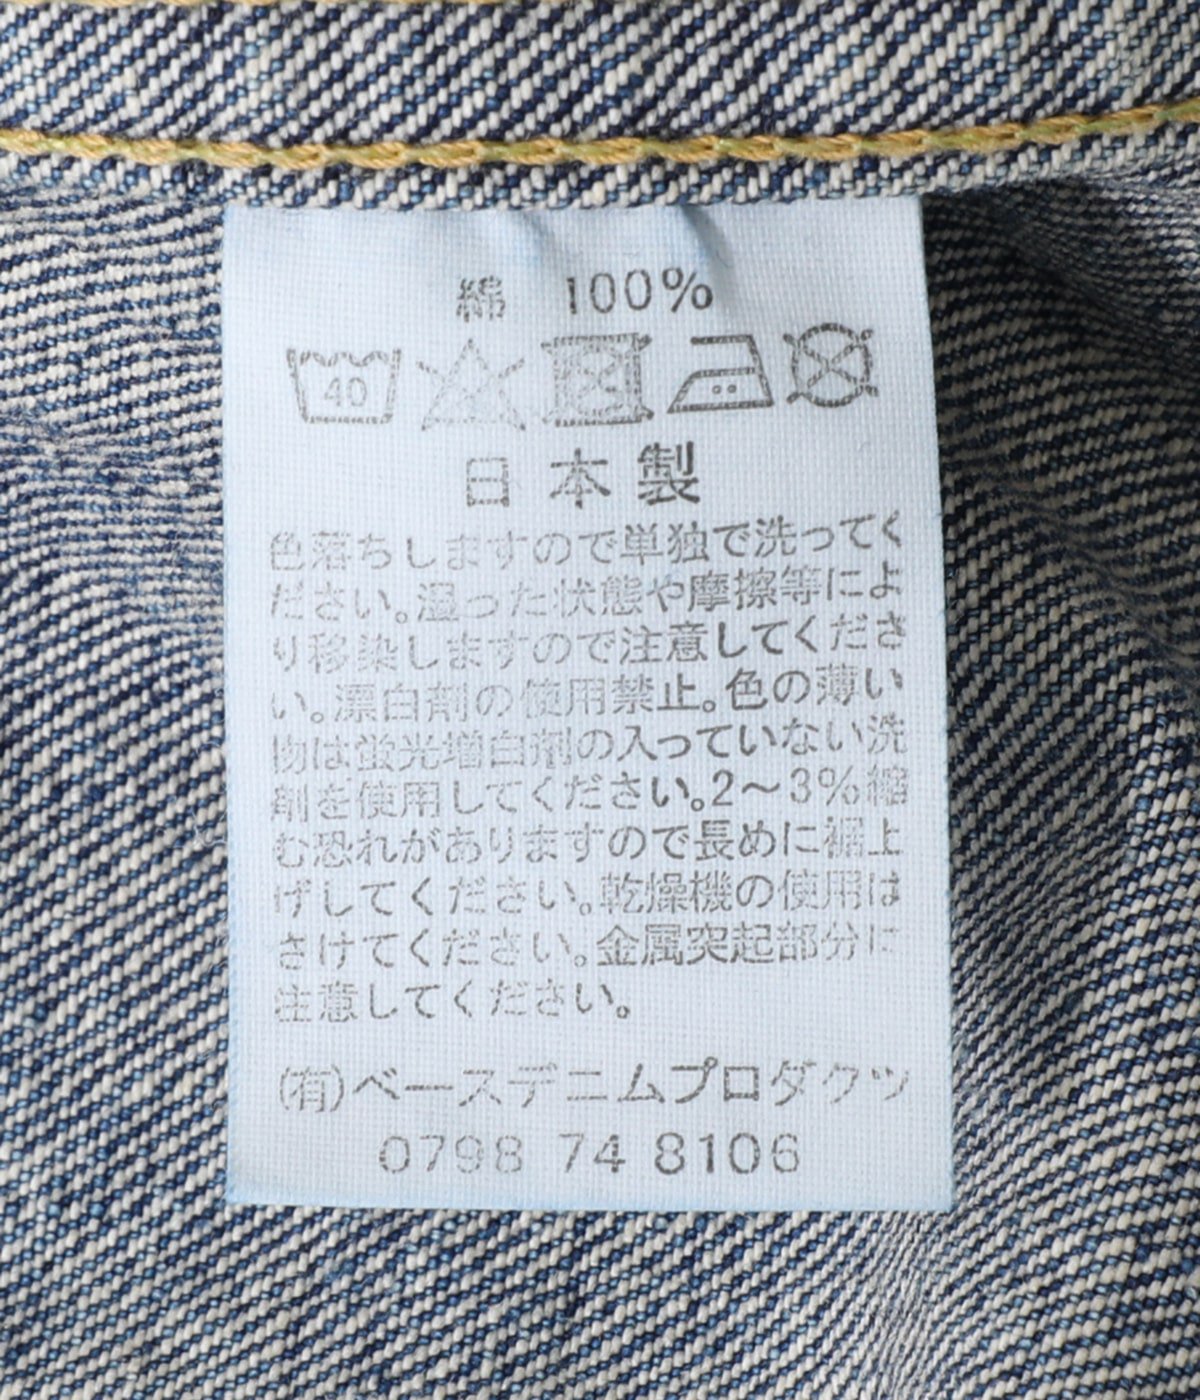 綿 100%
40
日本製
色落ちしますので単独で洗ってく
ださい。湿った状態や摩擦等によ
り移染しますので注意してくださ
い。漂白剤の使用禁止。色の薄い
物は蛍光増白剤の入っていない洗
剤を使用してください。2〜3%縮
む恐れがありますので長めに裾上
げしてください。乾燥機の使用は
さけてください。金属突起部分に
注意してください。
(有)ベースデニムプロダクツ
0798 74 8106